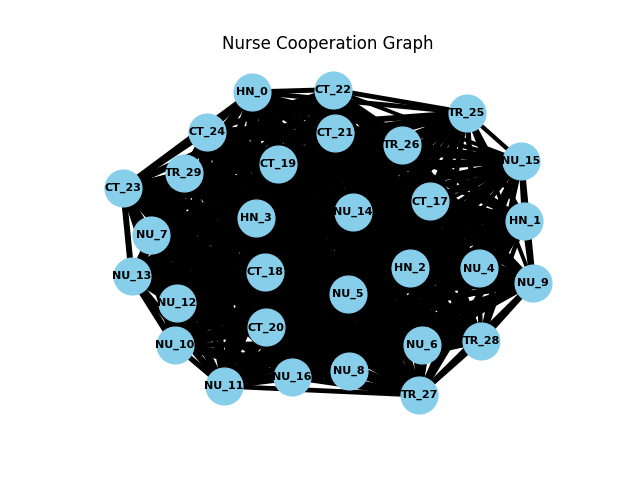 Nurse Cooperation Graph
HN_0
CT_22
TR_25
CT_24
CT_21
TR_26
NU_15
CT_19
TR_29
CT_23
CT_17
NU_14
HN_3
HN_1
NU_7
HN_2
NU_4
CT_18
NU_13
NU_9
NU_5
NU_12
CT_20
TR_28
NU_10
NU_6
NU_8
NU_16
NU_11
TR_27